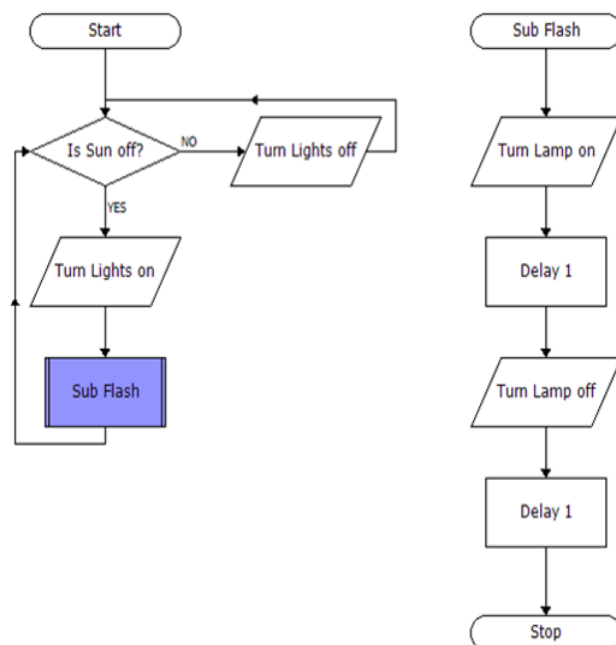 Start
Is Sun off?
NO
Turn Lights off
YES
Turn Lights on
Sub Flash
Sub Flash
Turn Lamp on
Delay 1
Turn Lamp off
Delay 1
Stop